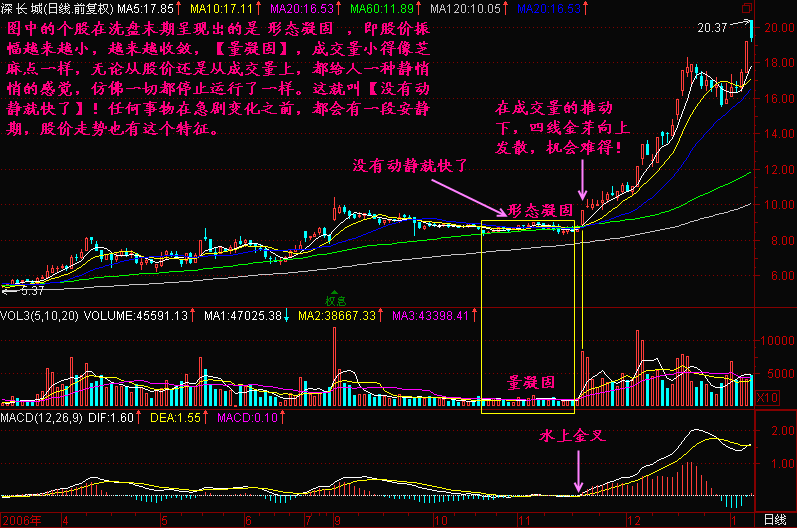 深长城(日线.前复权) MA5:17.85↑ MA10:17.11↑ MA20:16.53↑ MA60:11.89↑ MA120:10.05↑ MA20:16.53↑
图中的个股在洗盘末期呈现出的是 形态凝固 ，即股价振
幅越来越小，越来越收敛，【量凝固】，成交量小得像芝
麻点一样，无论从股价还是从成交量上，都给人一种静悄
悄的感觉，仿佛一切都停止运行了一样。这就叫【没有动
静就快了】！任何事物在急剧变化之前，都会有一段安静
期，股价走势也有这个特征。
20.37
18.00
16.00
在成交量的推动
下，四线金芽向上
发散，机会难得！
14.00
没有动静就快了
12.00
形态凝固
10.00
8.00
6.00
5.37
权息
VOL3(5,10,20) VOLUME:45591.13↑ MA1:47025.38↓ MA2:38667.33↑ MA3:43398.41↑
10000
5000
量凝固
X10
MACD(12,26,9) DIF:1.60↑ DEA:1.55↑ MACD:0.10↑
水上金叉
2.00
1.00
0.00
2006年 4 5 6 7 9 10 11 12 1 日线